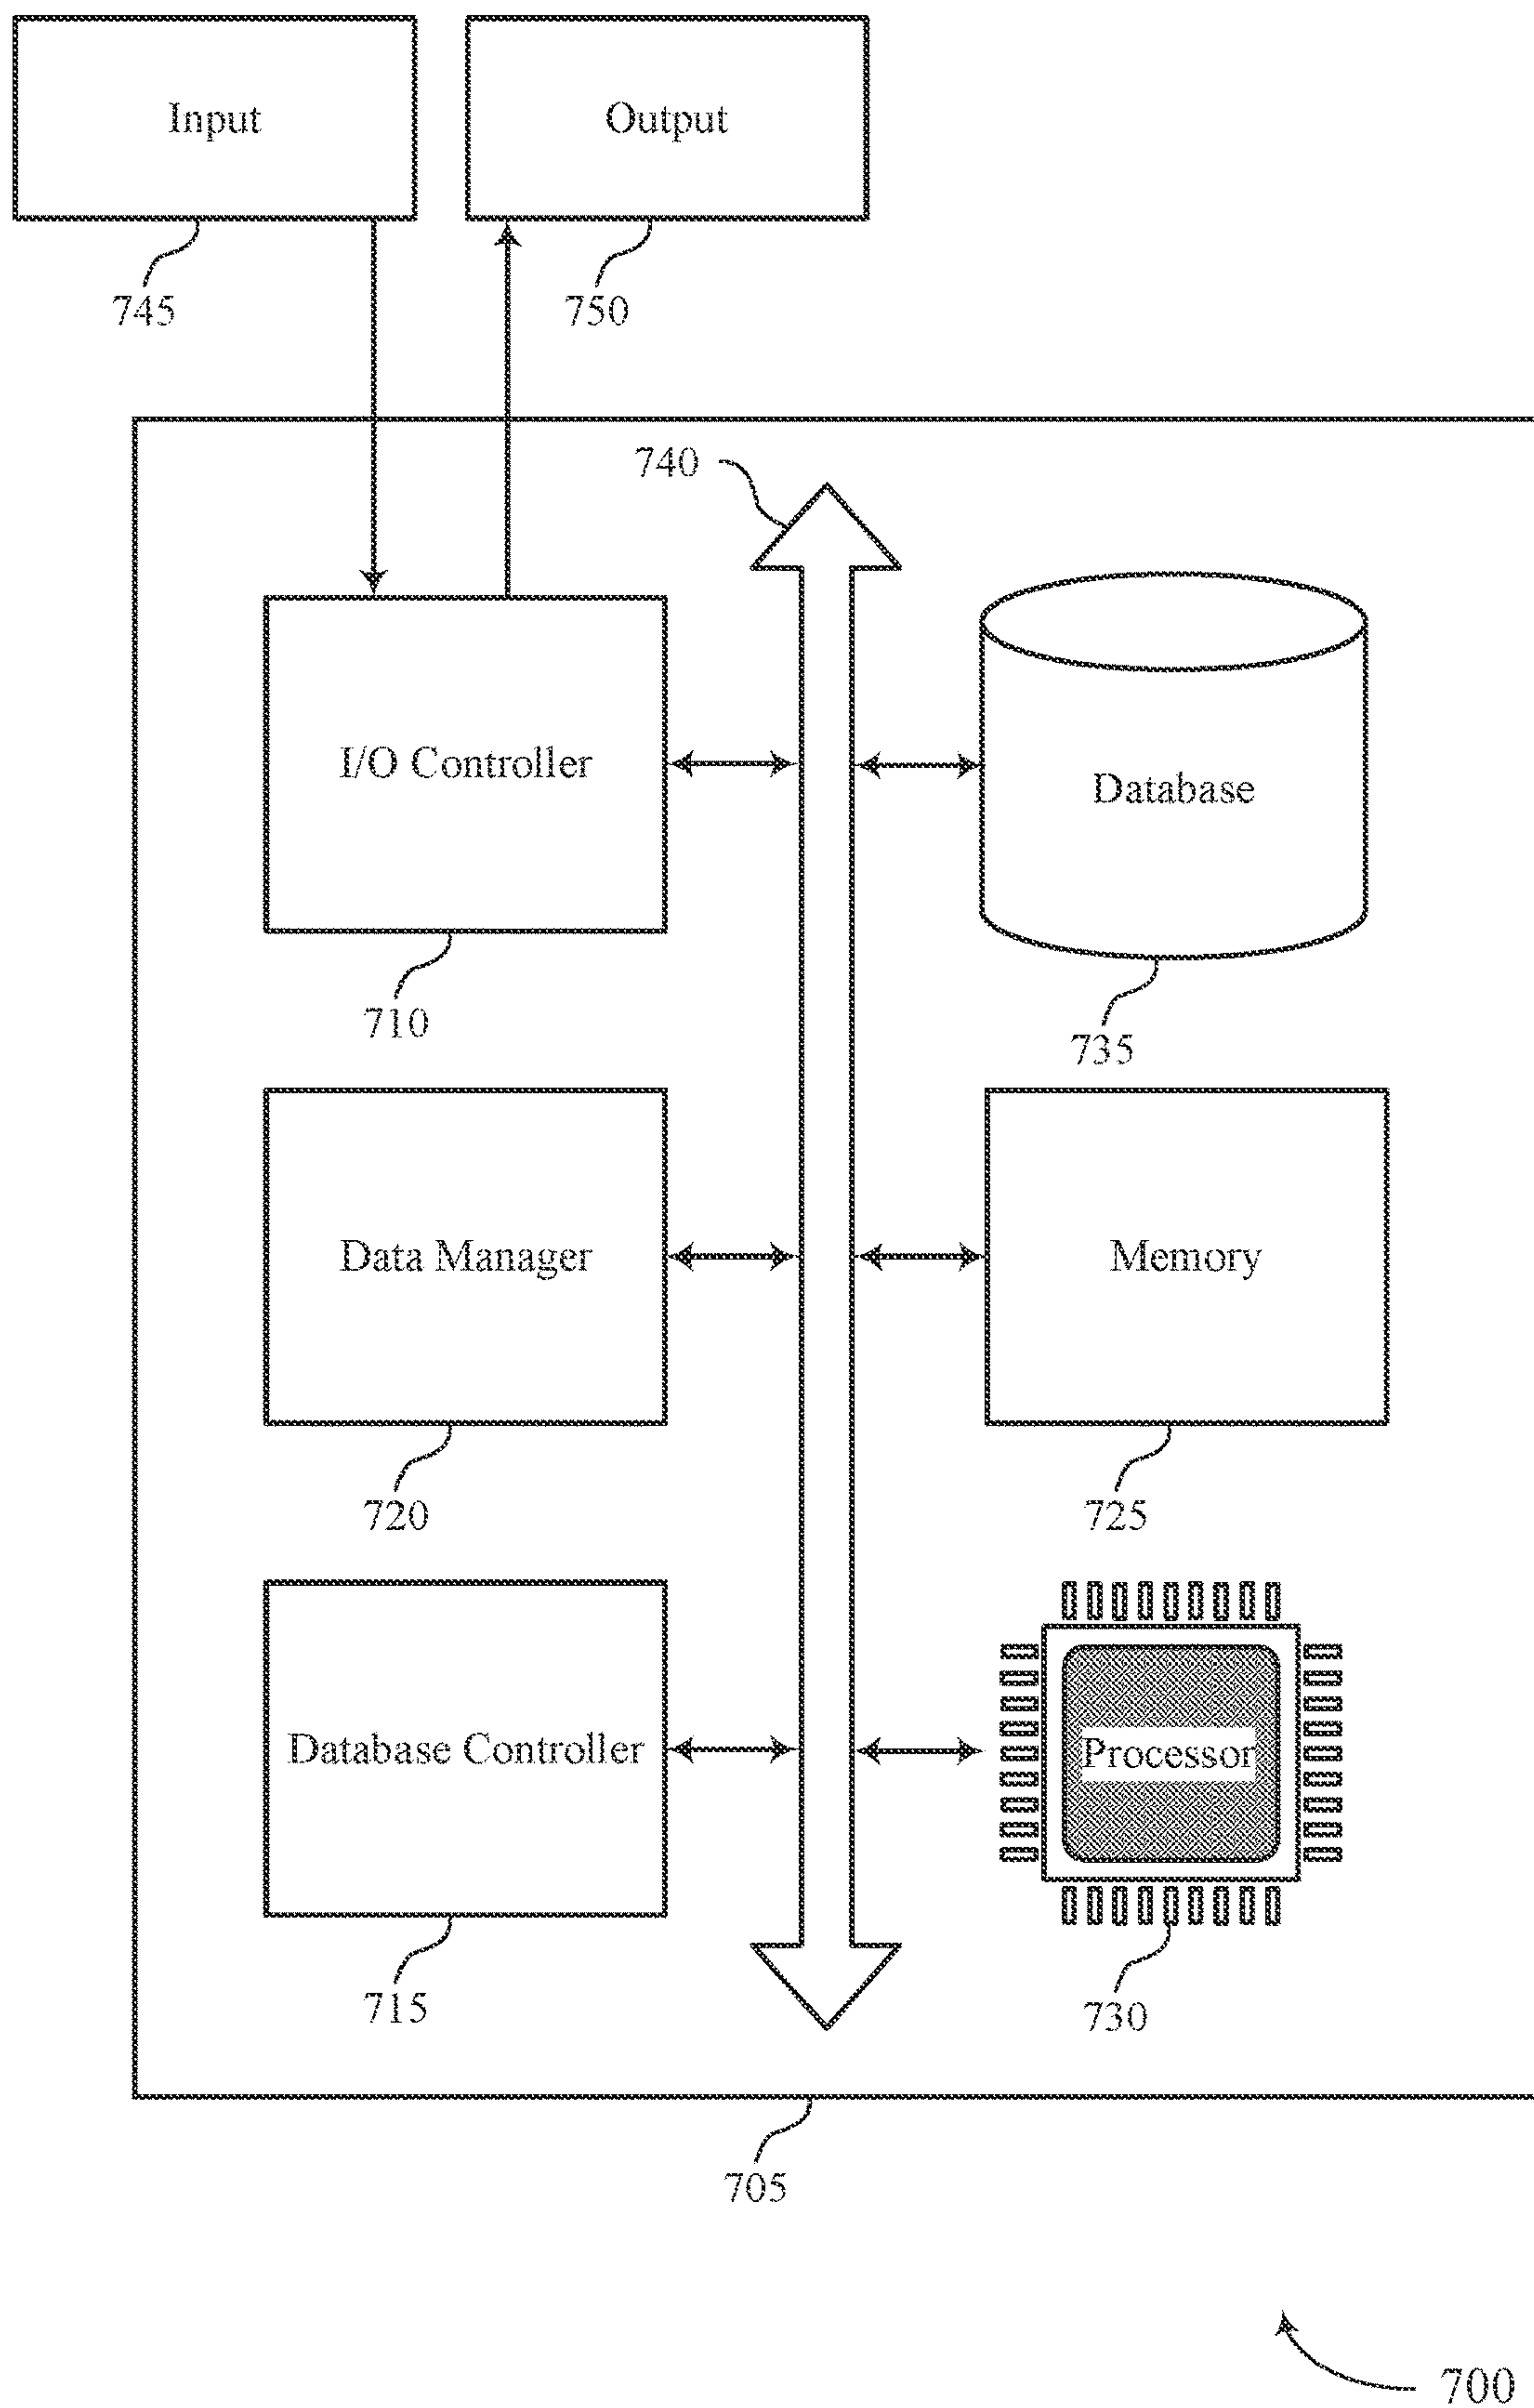 Input
Output
745
750
740
I/O Controller
Database
710
735
Data Manager
Memory
720
725
Database Controller
Processor
715
730
705
700